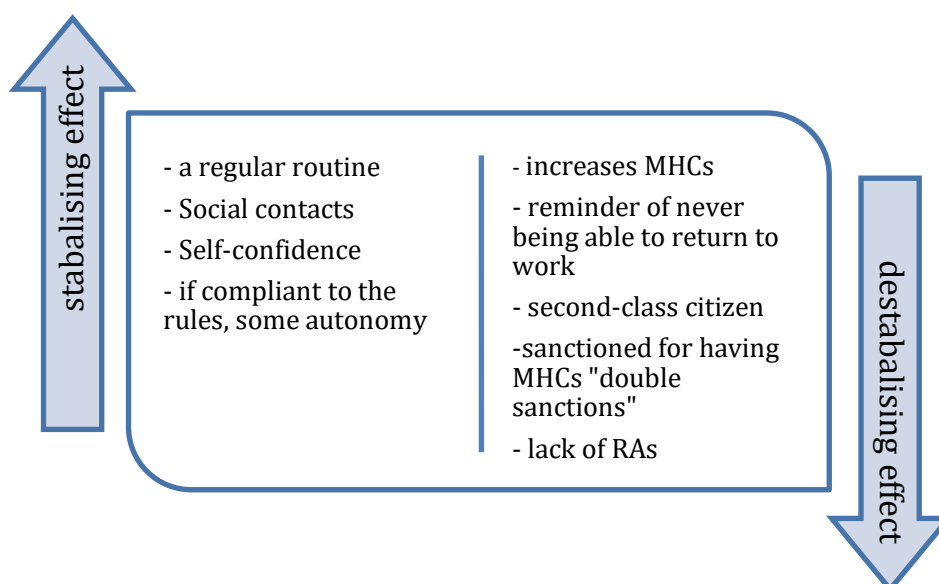 stabalising effect
- a regular routine
- Social contacts
- Self-confidence
- if compliant to the
rules, some autonomy
- increases MHCs
- reminder of never
being able to return to
work
- second-class citizen
-sanctioned for having
MHCs "double
sanctions"
- lack of RAs
destabalising effect